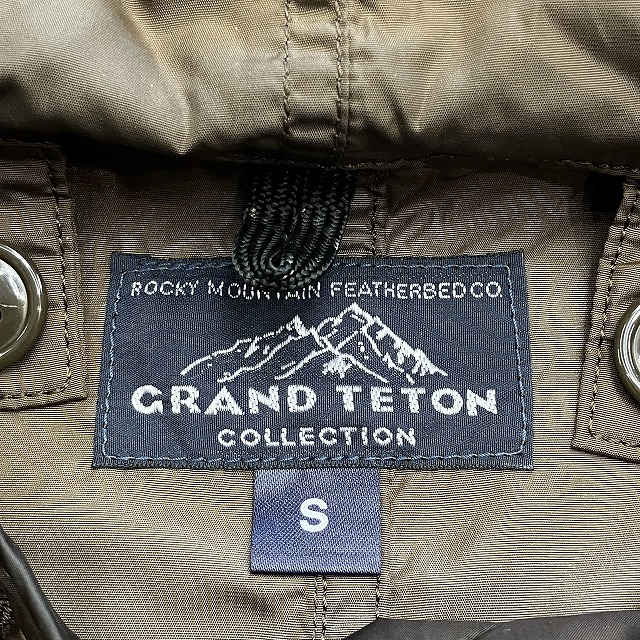 ROCKY MOUNTAIN FEATHERBED CO.
GRAND TETON
COLLECTION
S